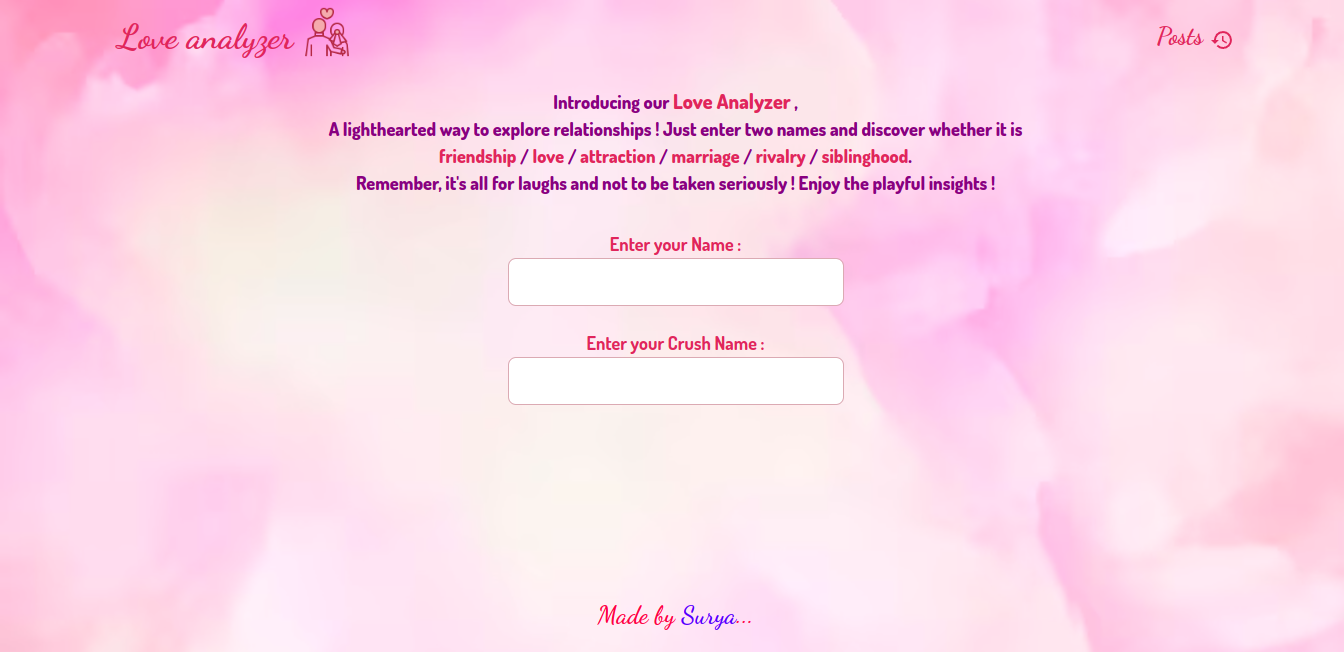 Love analyzer
Posts
Introducing our Love Analyzer ,
A lighthearted way to explore relationships ! Just enter two names and discover whether it is
friendship / love / attraction / marriage / rivalry / siblinghood.
Remember, it's all for laughs and not to be taken seriously ! Enjoy the playful insights !
Enter your Name :
Enter your Crush Name :
Made by Surya...